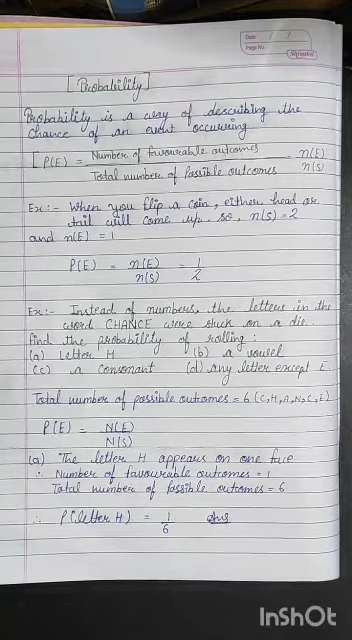 Date / /
Page No.
[Probability]
Probability is a way of describing the
chance of an event occurring
[P(E) = Number of favourable outcomes / Total number of Possible outcomes = n(E)/n(S)
Ex:- When you flip a coin, either head or
tail will come up. so, n(S) = 2
and n(E) = 1
P(E) = n(E)/n(S) = 1/2
Ex:- Instead of numbers, the letters in the
word CHANCE were stuck on a die.
find the probability of rolling:
(a) Letter H (b) a vowel
(c) a consonant (d) any letter except E.
Total number of possible outcomes = 6 (C,H,A,N,C,E)
P(E) = N(E)/N(S)
(a) The letter H appears on one face
∴ Number of favourable outcomes = 1
Total number of Possible outcomes = 6
∴ P(letter H) = 1/6 Ans
InShOt